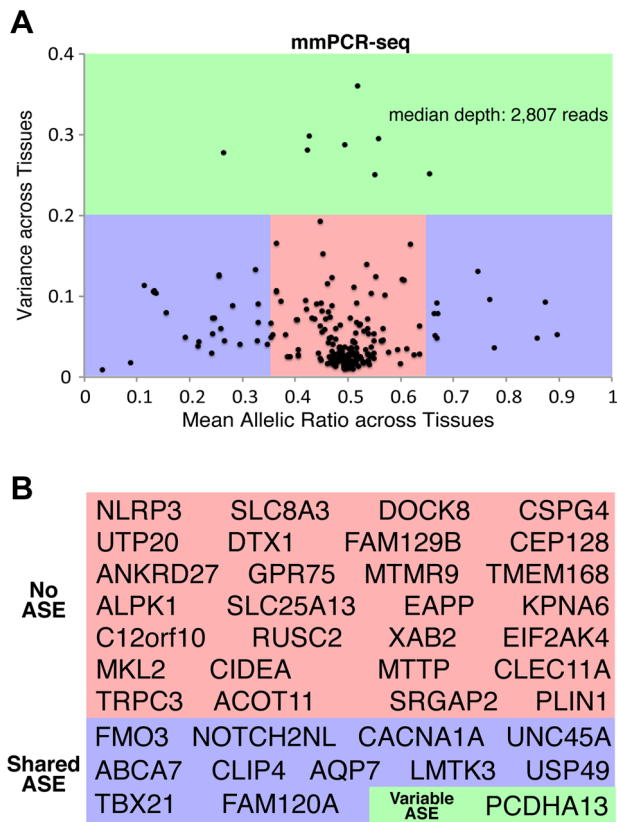 A
mmPCR-seq
0.4
median depth: 2,807 reads
0.3
Variance across Tissues
0.2
0.1
0
0 0.1 0.2 0.3 0.4 0.5 0.6 0.7 0.8 0.9 1
Mean Allelic Ratio across Tissues
B
No ASE
NLRP3 SLC8A3 DOCK8 CSPG4
UTP20 DTX1 FAM129B CEP128
ANKRD27 GPR75 MTMR9 TMEM168
ALPK1 SLC25A13 EAPP KPNA6
C12orf10 RUSC2 XAB2 EIF2AK4
MKL2 CIDEA MTTP CLEC11A
TRPC3 ACOT11 SRGAP2 PLIN1
Shared ASE
FMO3 NOTCH2NL CACNA1A UNC45A
ABCA7 CLIP4 AQP7 LMTK3 USP49
TBX21 FAM120A
Variable ASE
PCDHA13